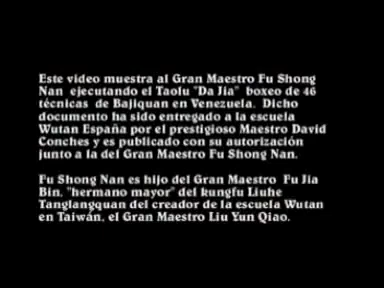 Este video muestra al Gran Maestro Fu Shong
Nan ejecutando el Taolu "Da Jia" boxeo de 46
técnicas de Bajiquan en Venezuela. Dicho
documento ha sido entregado a la escuela
Wutan España por el prestigioso Maestro David
Conches y es publicado con su autorización
junto a la del Gran Maestro Fu Shong Nan.

Fu Shong Nan es hijo del Gran Maestro Fu Jia
Bin, "hermano mayor" del kungfu Liuhe
Tanglangquan del creador de la escuela Wutan
en Taiwán, el Gran Maestro Liu Yun Qiao.